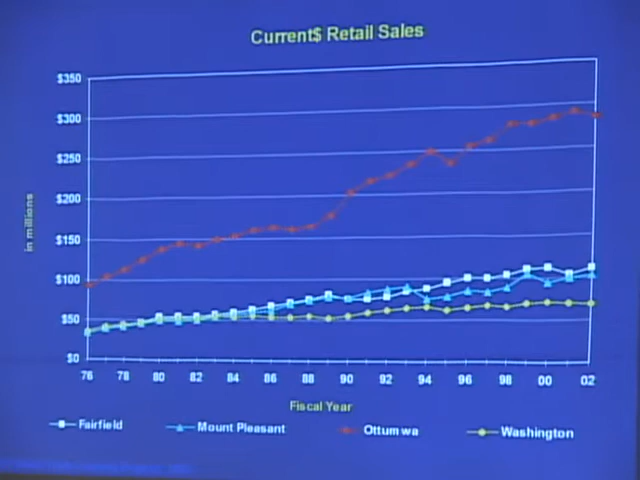 Current$ Retail Sales
$350
$300
$250
$200
$150
$100
$50
$0
in millions
76 78 80 82 84 86 88 90 92 94 96 98 00 02
Fiscal Year
Fairfield Mount Pleasant Ottumwa Washington